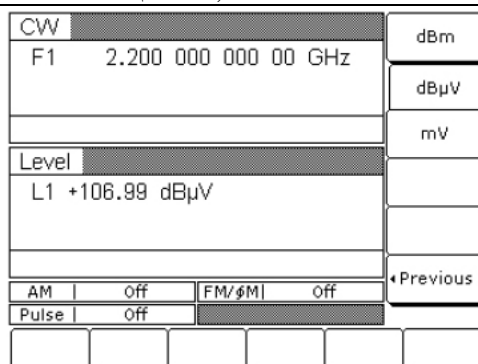 CW
F1 2.200 000 000 00 GHz
Level
L1 +106.99 dBµV
AM | Off FM/ϕM| Off
Pulse | Off
dBm
dBµV
mV
◂Previous